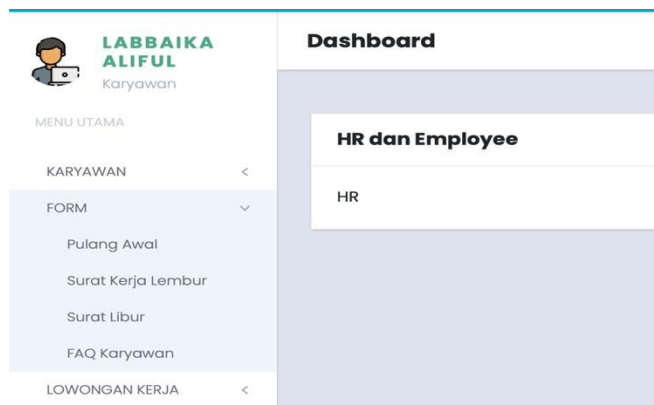 LABBAIKA
ALIFUL
Karyawan
MENU UTAMA
KARYAWAN
FORM
Pulang Awal
Surat Kerja Lembur
Surat Libur
FAQ Karyawan
LOWONGAN KERJA
Dashboard
HR dan Employee
HR